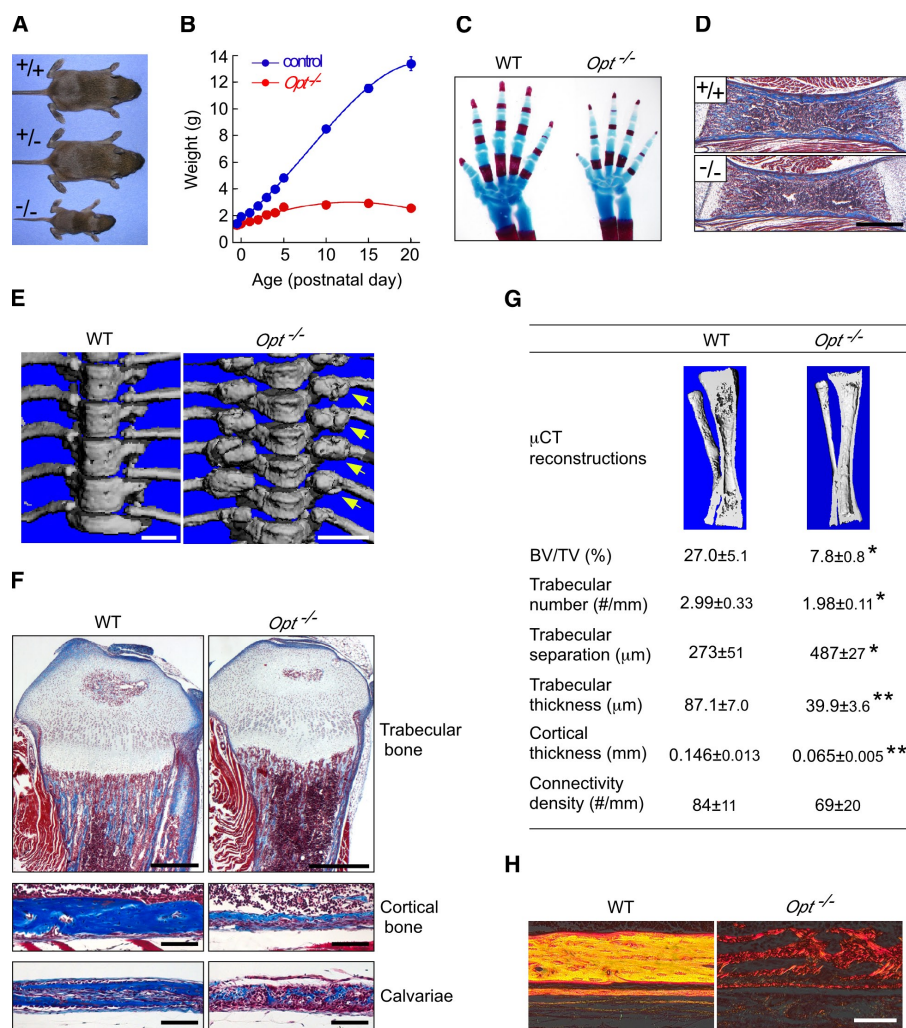 A
+/+
+/-
-/-
B
control
Opt-/-
Weight (g)
14
12
10
8
6
4
2
0
0 5 10 15 20
Age (postnatal day)
C
WT Opt -/-
D
+/+
-/-
E
WT Opt -/-
F
WT Opt -/-
Trabecular
bone
Cortical
bone
Calvariae
G
WT Opt -/-
μCT
reconstructions
BV/TV (%) 27.0±5.1 7.8±0.8 *
Trabecular
number (#/mm) 2.99±0.33 1.98±0.11 *
Trabecular
separation (μm) 273±51 487±27 *
Trabecular
thickness (μm) 87.1±7.0 39.9±3.6 **
Cortical
thickness (mm) 0.146±0.013 0.065±0.005 **
Connectivity
density (#/mm) 84±11 69±20
H
WT Opt -/-